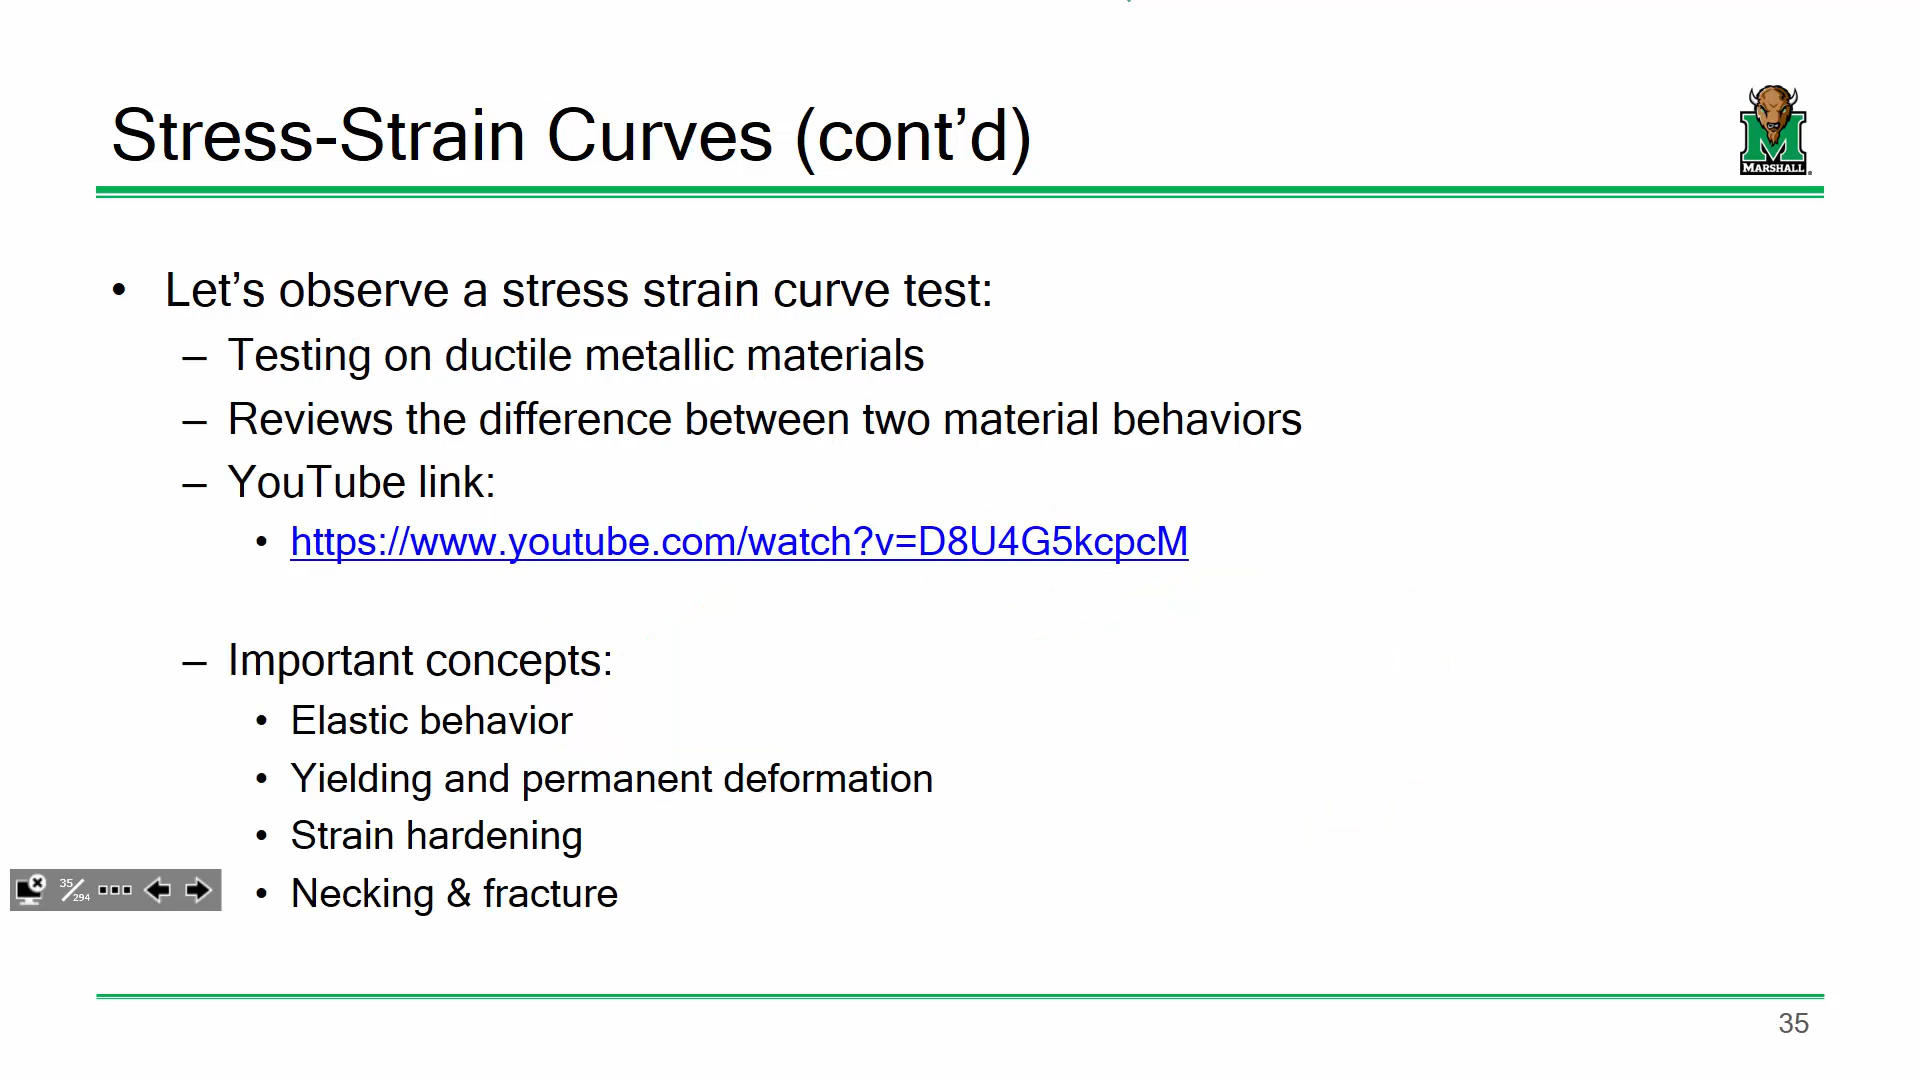 Stress-Strain Curves (cont’d)
MARSHALL
• Let’s observe a stress strain curve test:
– Testing on ductile metallic materials
– Reviews the difference between two material behaviors
– YouTube link:
• https://www.youtube.com/watch?v=D8U4G5kcpcM
– Important concepts:
• Elastic behavior
• Yielding and permanent deformation
• Strain hardening
35/294
• Necking & fracture
35